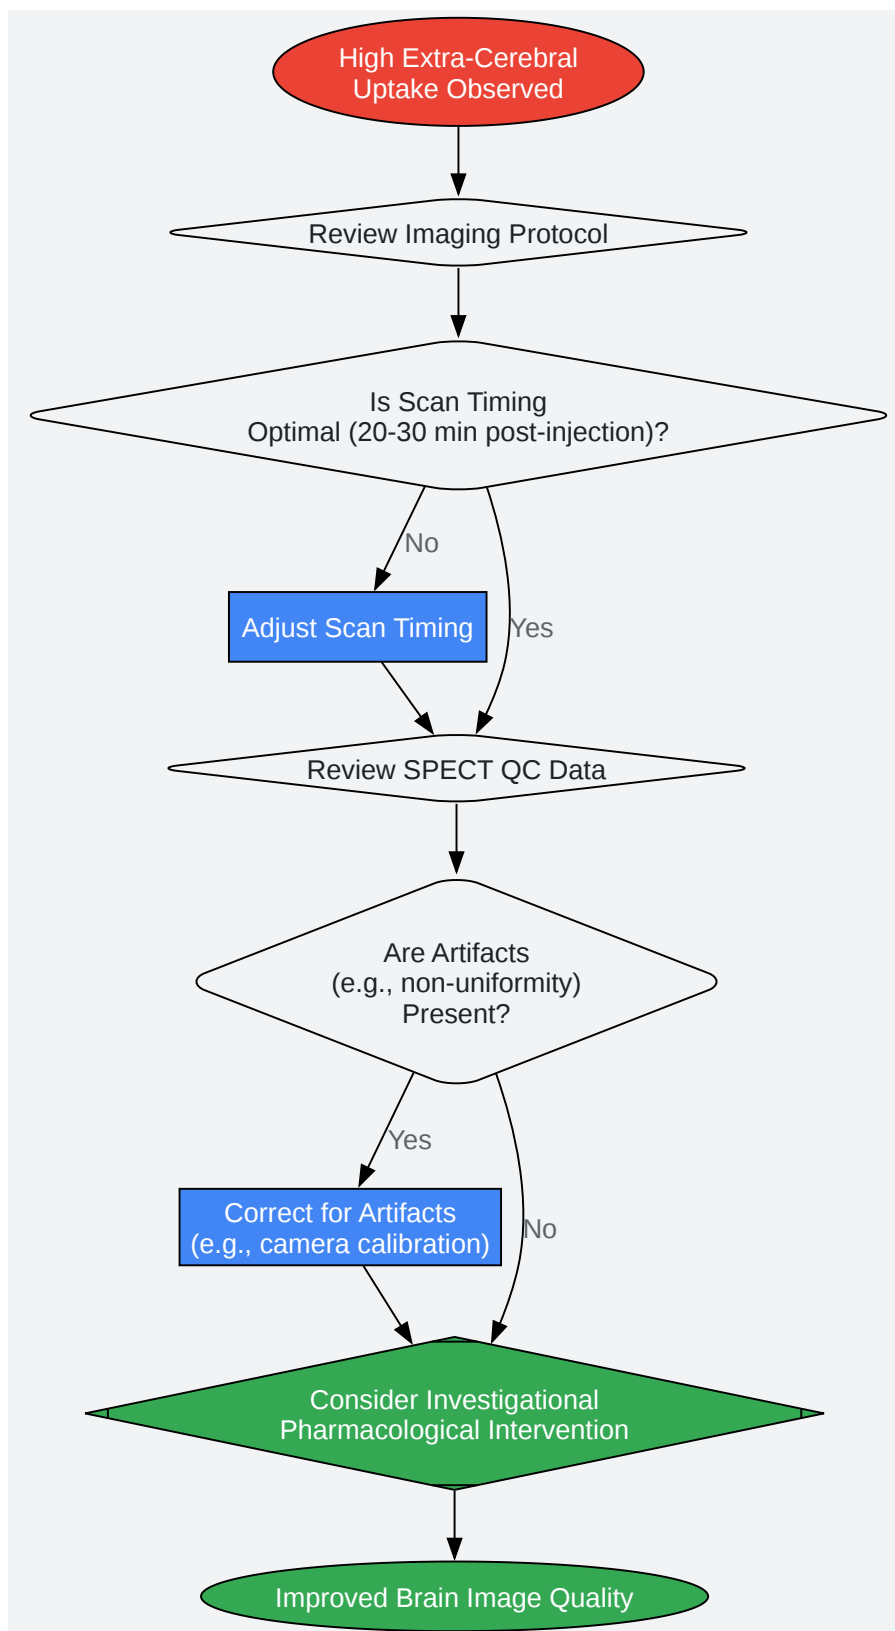 High Extra-Cerebral
Uptake Observed
Review Imaging Protocol
Is Scan Timing
Optimal (20-30 min post-injection)?
No
Adjust Scan Timing
Yes
Review SPECT QC Data
Are Artifacts
(e.g., non-uniformity)
Present?
Yes
Correct for Artifacts
(e.g., camera calibration)
No
Consider Investigational
Pharmacological Intervention
Improved Brain Image Quality